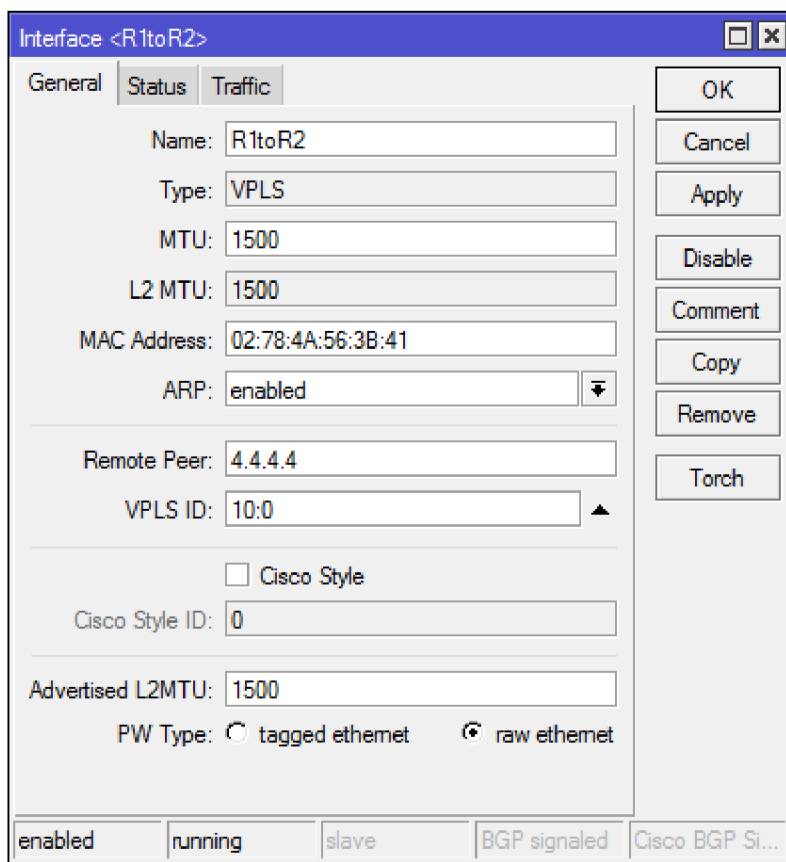 Interface <R1toR2>
General Status Traffic
OK
Cancel
Apply
Disable
Comment
Copy
Remove
Torch
Name: R1toR2
Type: VPLS
MTU: 1500
L2 MTU: 1500
MAC Address: 02:78:4A:56:3B:41
ARP: enabled
Remote Peer: 4.4.4.4
VPLS ID: 10:0
Cisco Style
Cisco Style ID: 0
Advertised L2MTU: 1500
PW Type: tagged ethernet raw ethernet
enabled running slave BGP signaled Cisco BGP Si...